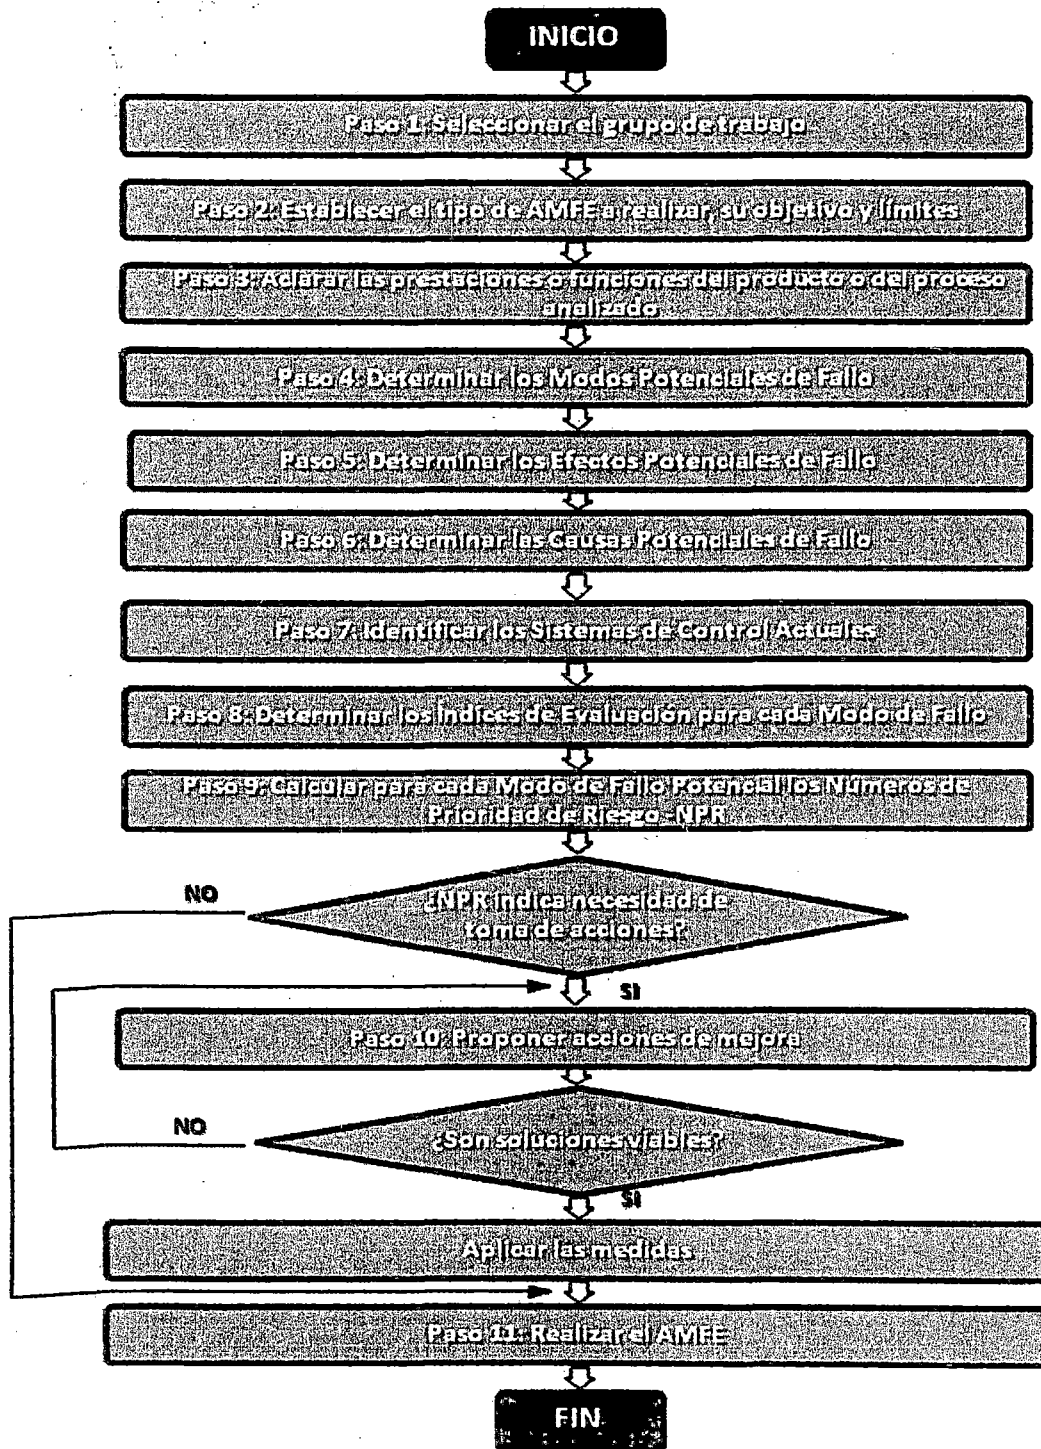 INICIO
Paso 1: Seleccionar el grupo de trabajo
Paso 2: Establecer el tipo de AMFE a realizar, su objetivo y límites
Paso 3: Aclarar las prestaciones o funciones del producto o del proceso
analizado
Paso 4: Determinar los Modos Potenciales de Fallo
Paso 5: Determinar los Efectos Potenciales de Fallo
Paso 6: Determinar las Causas Potenciales de Fallo
Paso 7: Identificar los Sistemas de Control Actuales
Paso 8: Determinar los Índices de Evaluación para cada Modo de Fallo
Paso 9: Calcular para cada Modo de Fallo Potencial los Números de
Prioridad de Riesgo -NPR
NO
¿NPR indica necesidad de
toma de acciones?
SI
Paso 10: Proponer acciones de mejora
NO
¿Son soluciones viables?
SI
Aplicar las medidas
Paso 11: Realizar el AMFE
FIN